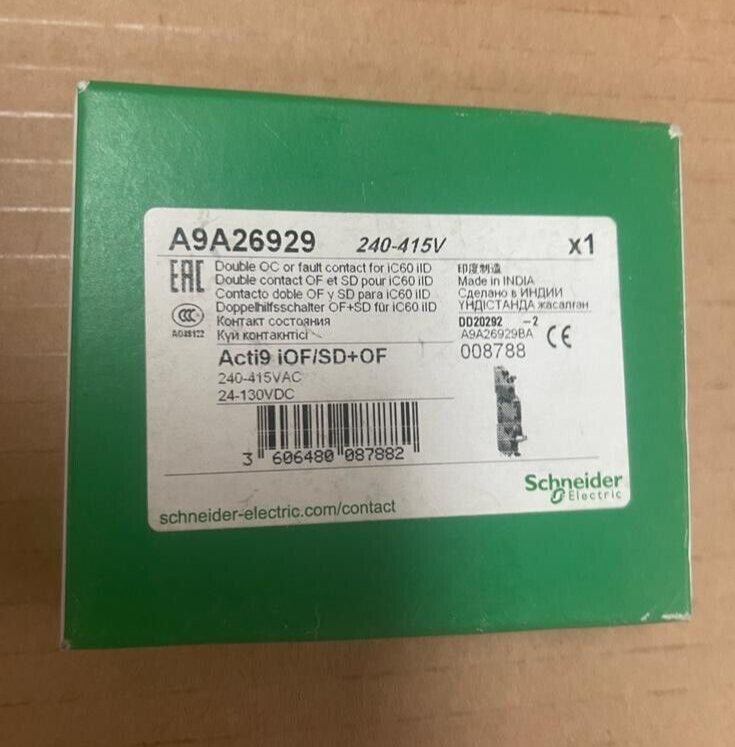 A9A26929 240-415V x1
EAC
Double OC or fault contact for iC60 iID
Double contact OF et SD pour iC60 iID
Contacto doble OF y SD para iC60 iID
Doppelhilfsschalter OF+SD für iC60 iID
Контакт состояния
Күй контактісі
CCC
印度制造
Made in INDIA
Сделано в ИНДИИ
ҮНДІСТАНДА жасалған
DD20292 -2
A9A26929BA
008788
CE
Acti9 iOF/SD+OF
240-415VAC
24-130VDC
3 606480 087882
Schneider
Electric
schneider-electric.com/contact